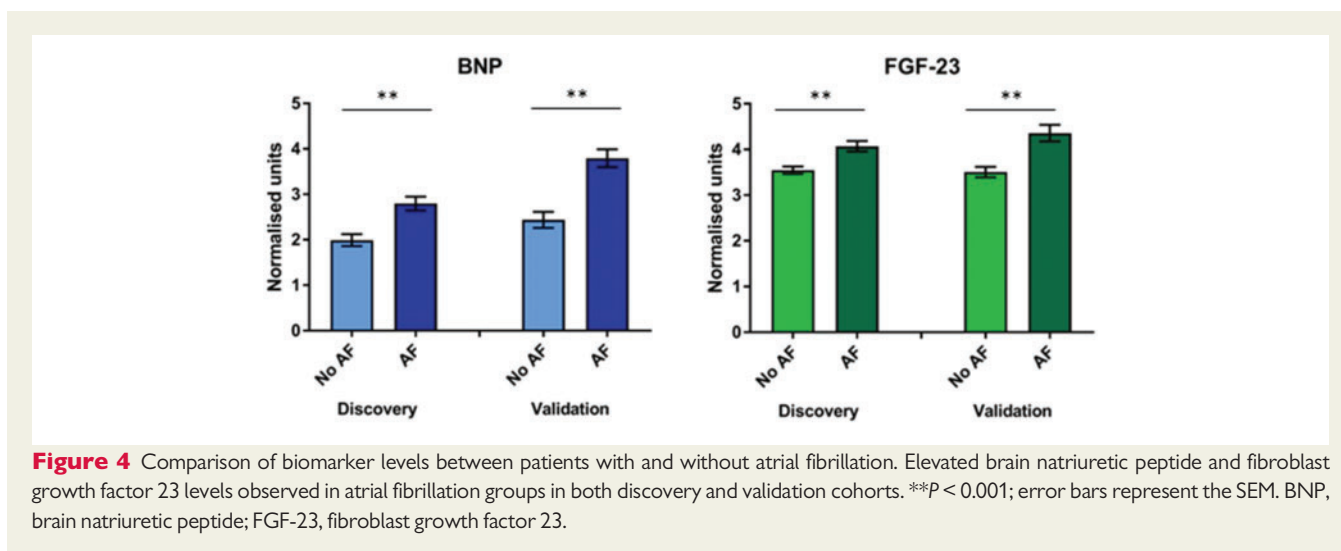 BNP
**
**
Normalised units
5
4
3
2
1
0
No AF
AF
No AF
AF
Discovery
Validation
FGF-23
**
**
Normalised units
5
4
3
2
1
0
No AF
AF
No AF
AF
Discovery
Validation
Figure 4 Comparison of biomarker levels between patients with and without atrial fibrillation. Elevated brain natriuretic peptide and fibroblast
growth factor 23 levels observed in atrial fibrillation groups in both discovery and validation cohorts. **P < 0.001; error bars represent the SEM. BNP,
brain natriuretic peptide; FGF-23, fibroblast growth factor 23.